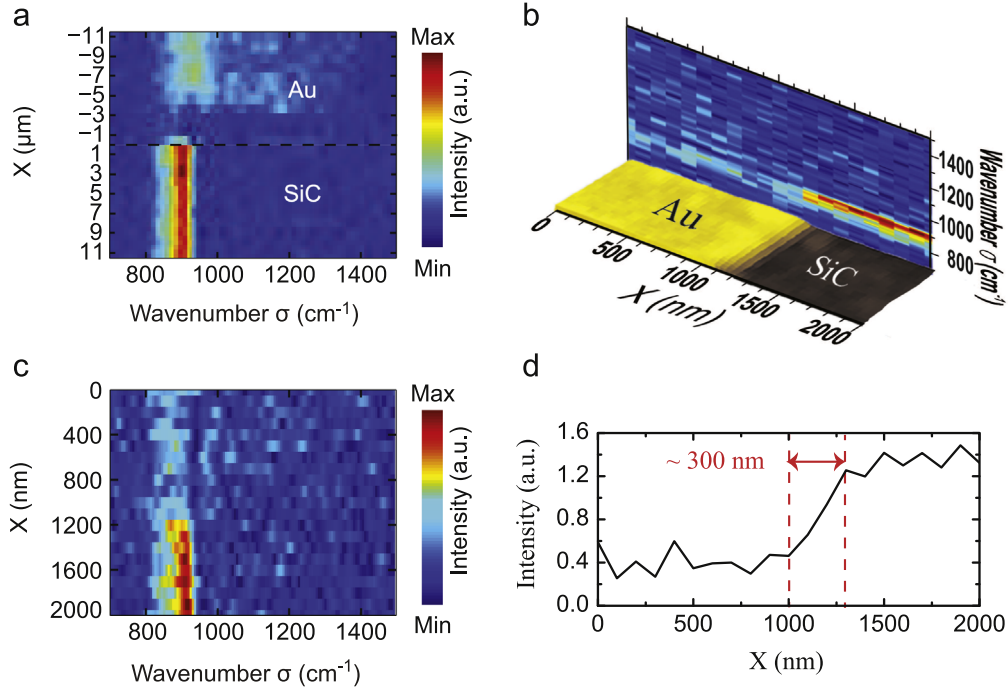 a
−11
−9
−7
−5
−3
−1
1
3
5
7
9
11
X (µm)
Au
SiC
800 1000 1200 1400
Wavenumber σ (cm⁻¹)
Max
Intensity (a.u.)
Min
b
Au
SiC
0
500
1000
1500
2000
X (nm)
1400
1200
1000
800
Wavenumber σ (cm⁻¹)
c
0
400
800
1200
1600
2000
X (nm)
800 1000 1200 1400
Wavenumber σ (cm⁻¹)
Max
Intensity (a.u.)
Min
d
1.6
1.2
0.8
0.4
0.0
Intensity (a.u.)
~ 300 nm
0 500 1000 1500 2000
X (nm)